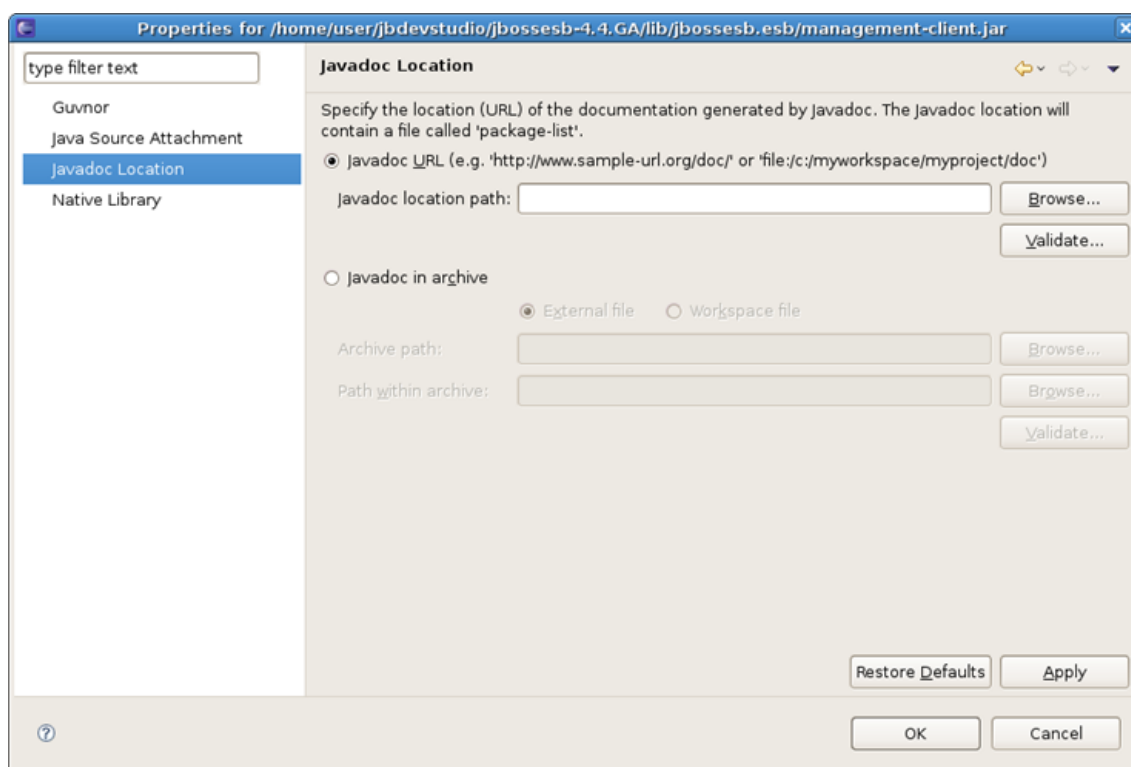 Properties for /home/user/jbdevstudio/jbossesb-4.4.GA/lib/jbossesb.esb/management-client.jar
type filter text
Guvnor
Java Source Attachment
Javadoc Location
Native Library
Javadoc Location
Specify the location (URL) of the documentation generated by Javadoc. The Javadoc location will
contain a file called 'package-list'.
Javadoc URL (e.g. 'http://www.sample-url.org/doc/' or 'file:/c:/myworkspace/myproject/doc')
Javadoc location path:
Browse...
Validate...
Javadoc in archive
External file
Workspace file
Archive path:
Browse...
Path within archive:
Browse...
Validate...
Restore Defaults
Apply
OK
Cancel